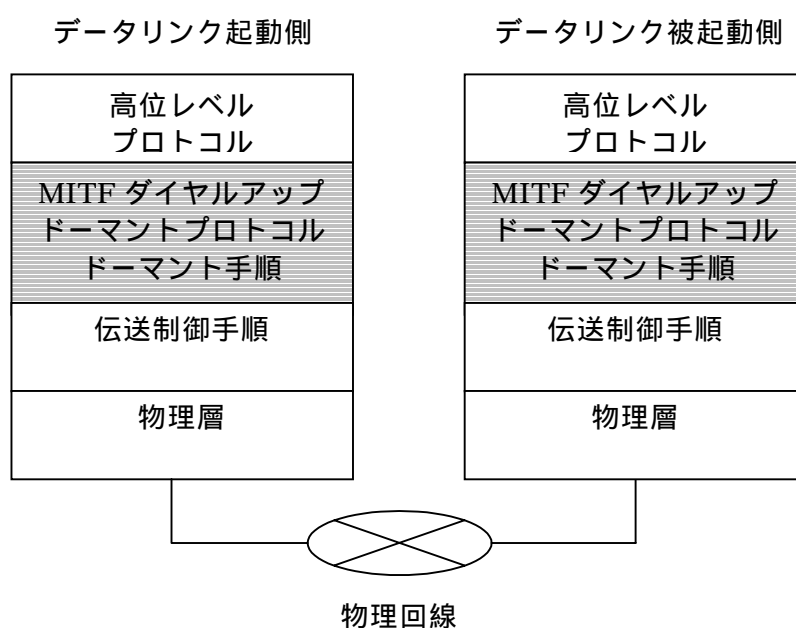 データリンク起動側
データリンク被起動側
高位レベル
プロトコル
MITF ダイヤルアップ
ドーマントプロトコル
ドーマント手順
伝送制御手順
物理層
高位レベル
プロトコル
MITF ダイヤルアップ
ドーマントプロトコル
ドーマント手順
伝送制御手順
物理層
物理回線